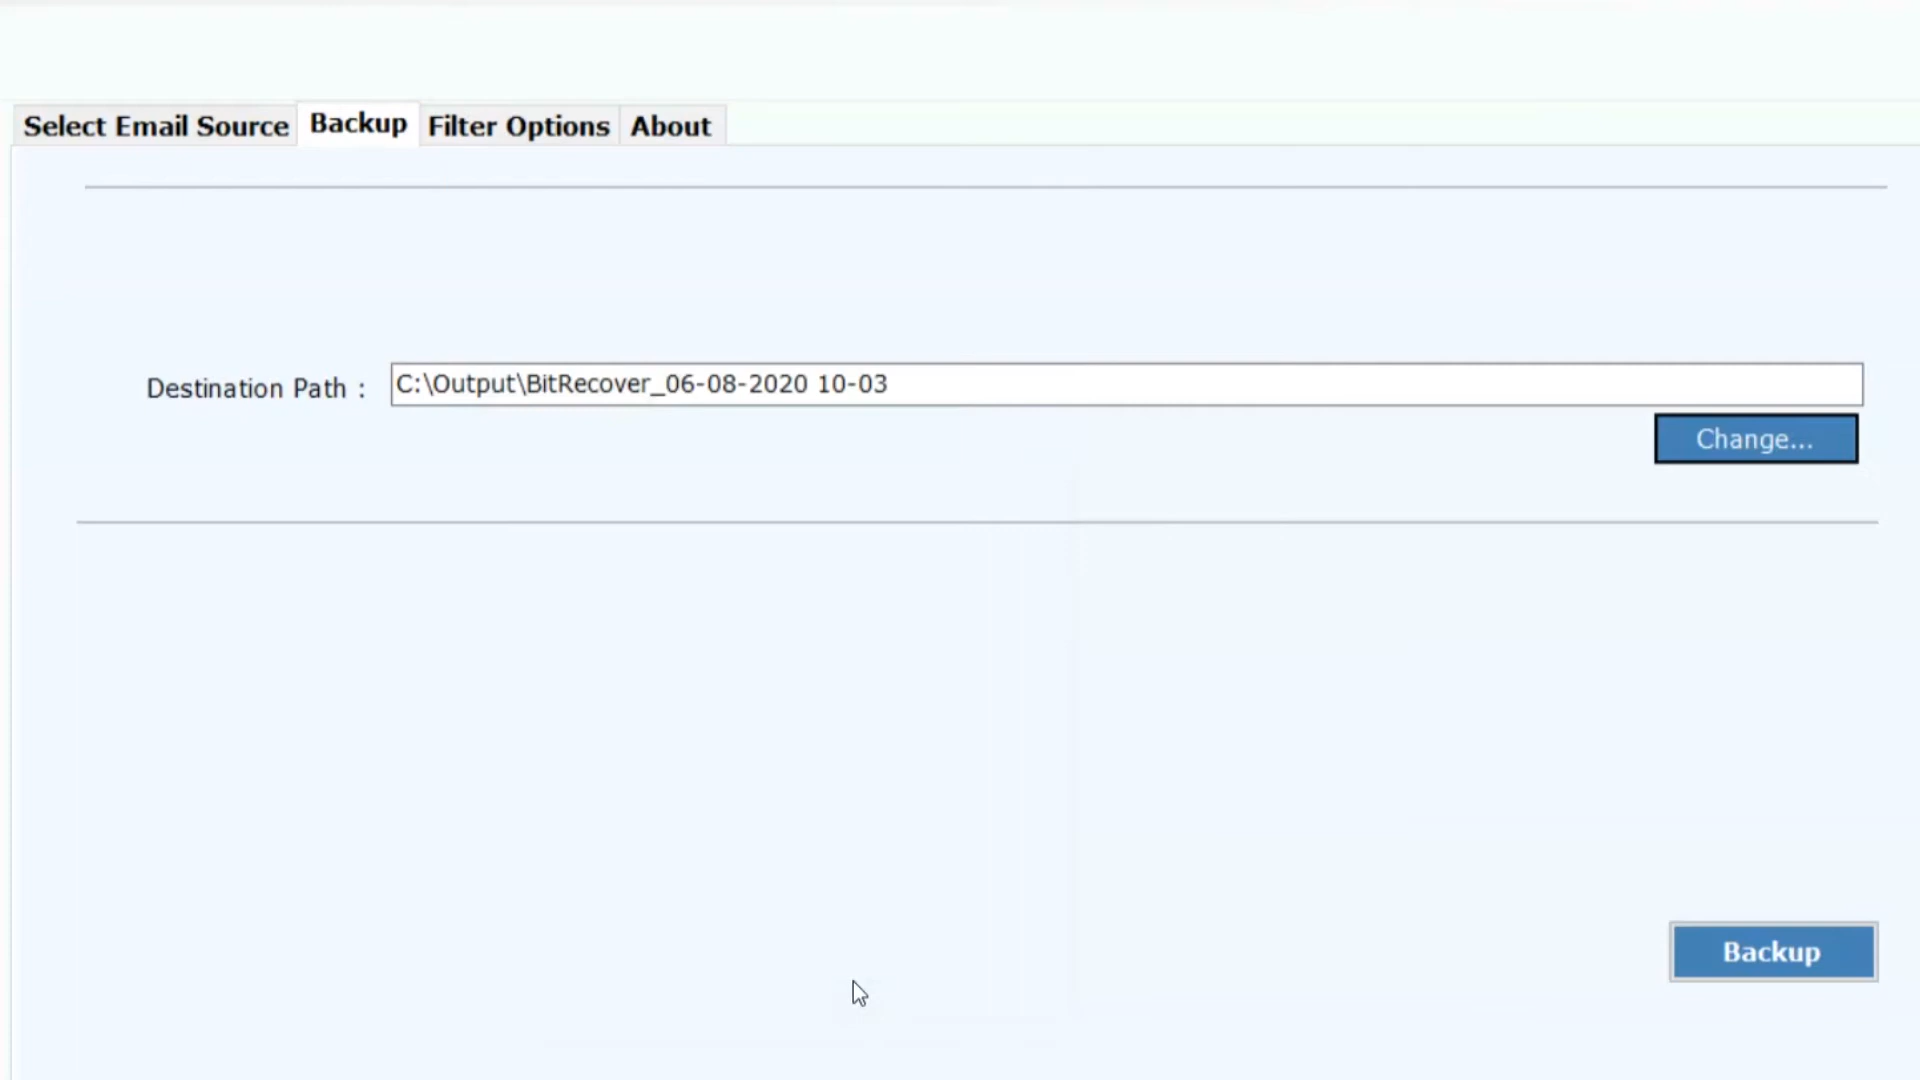 Select Email Source Backup Filter Options About
Destination Path : C:\Output\BitRecover_06-08-2020 10-03
Change...
Backup